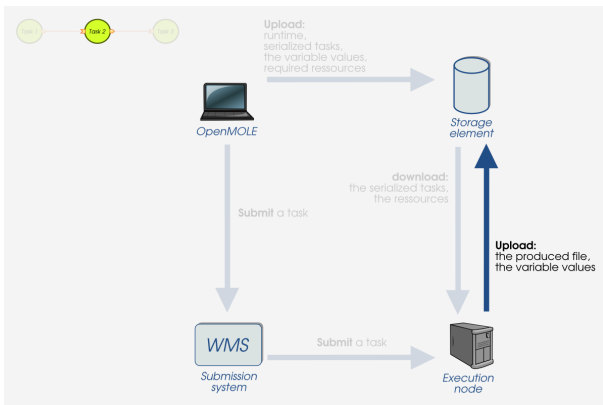 Task 1
Task 2
Task 3
Upload:
runtime,
serialized tasks,
the variable values,
required ressources
OpenMOLE
Storage
element
download:
the serialized tasks,
the ressources
Submit a task
Upload:
the produced file,
the variable values
WMS
Submit a task
Submission
system
Execution
node